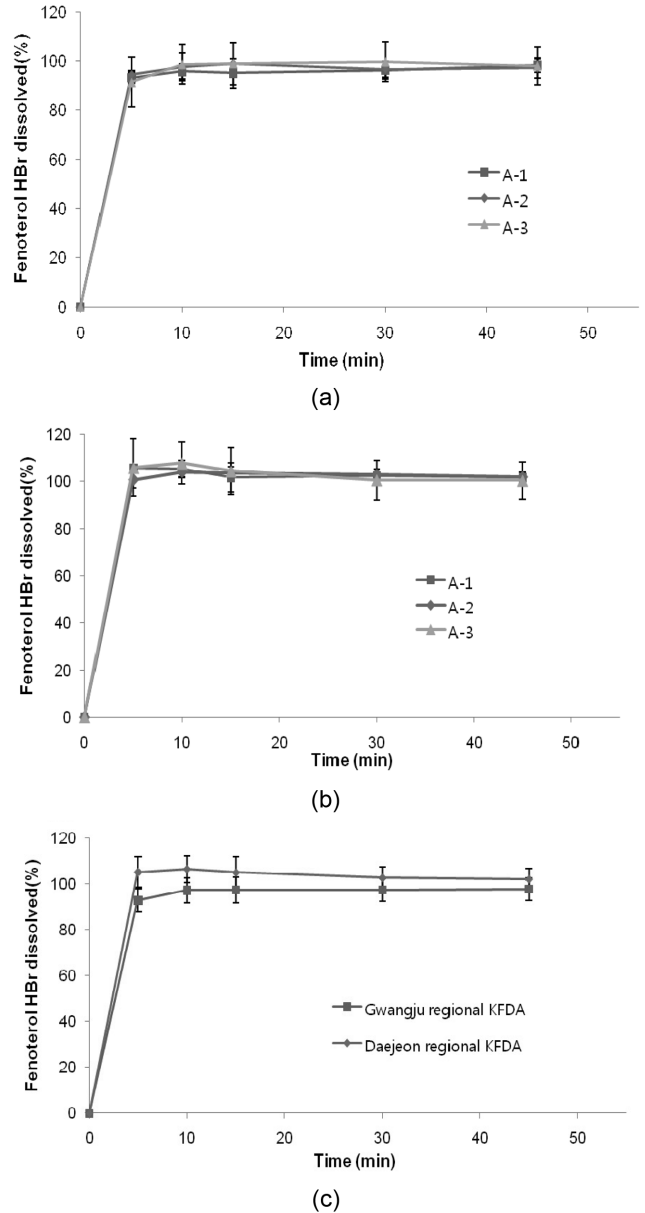 120
100
80
60
40
20
0
Fenoterol HBr dissolved(%)
A-1
A-2
A-3
0 10 20 30 40 50
Time (min)
(a)
120
100
80
60
40
20
0
Fenoterol HBr dissolved(%)
A-1
A-2
A-3
0 10 20 30 40 50
Time (min)
(b)
120
100
80
60
40
20
0
Fenoterol HBr dissolved(%)
Gwangju regional KFDA
Daejeon regional KFDA
0 10 20 30 40 50
Time (min)
(c)